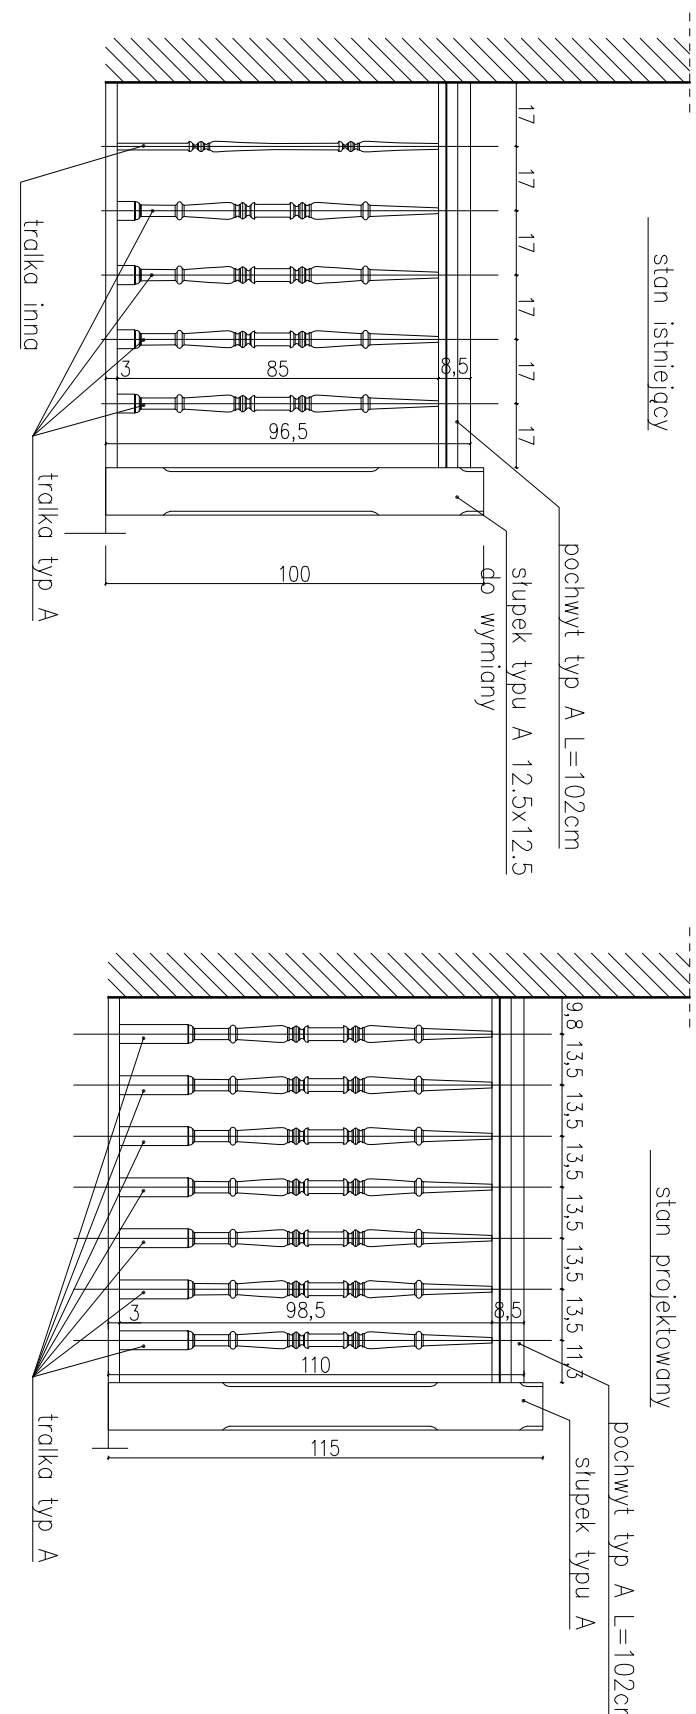 stan istniejący
17
17
17
17
17
17
3
85
8,5
96,5
100
pochwyt typ A L=102cm
słupek typu A 12.5x12.5
do wymiany
tralka inna
tralka typ A
stan projektowany
9,8
13,5
13,5
13,5
13,5
13,5
13,5
11,3
3
98,5
8,5
110
115
pochwyt typ A L=102cm
słupek typu A
tralka typ A